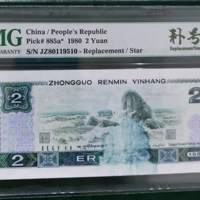 MG
China / People's Republic
Pick# 885a* 1980 2 Yuan
S/N JZ80119510 - Replacement / Star
补号
ZHONGGUO RENMIN YINHANG
2
2
2
ER